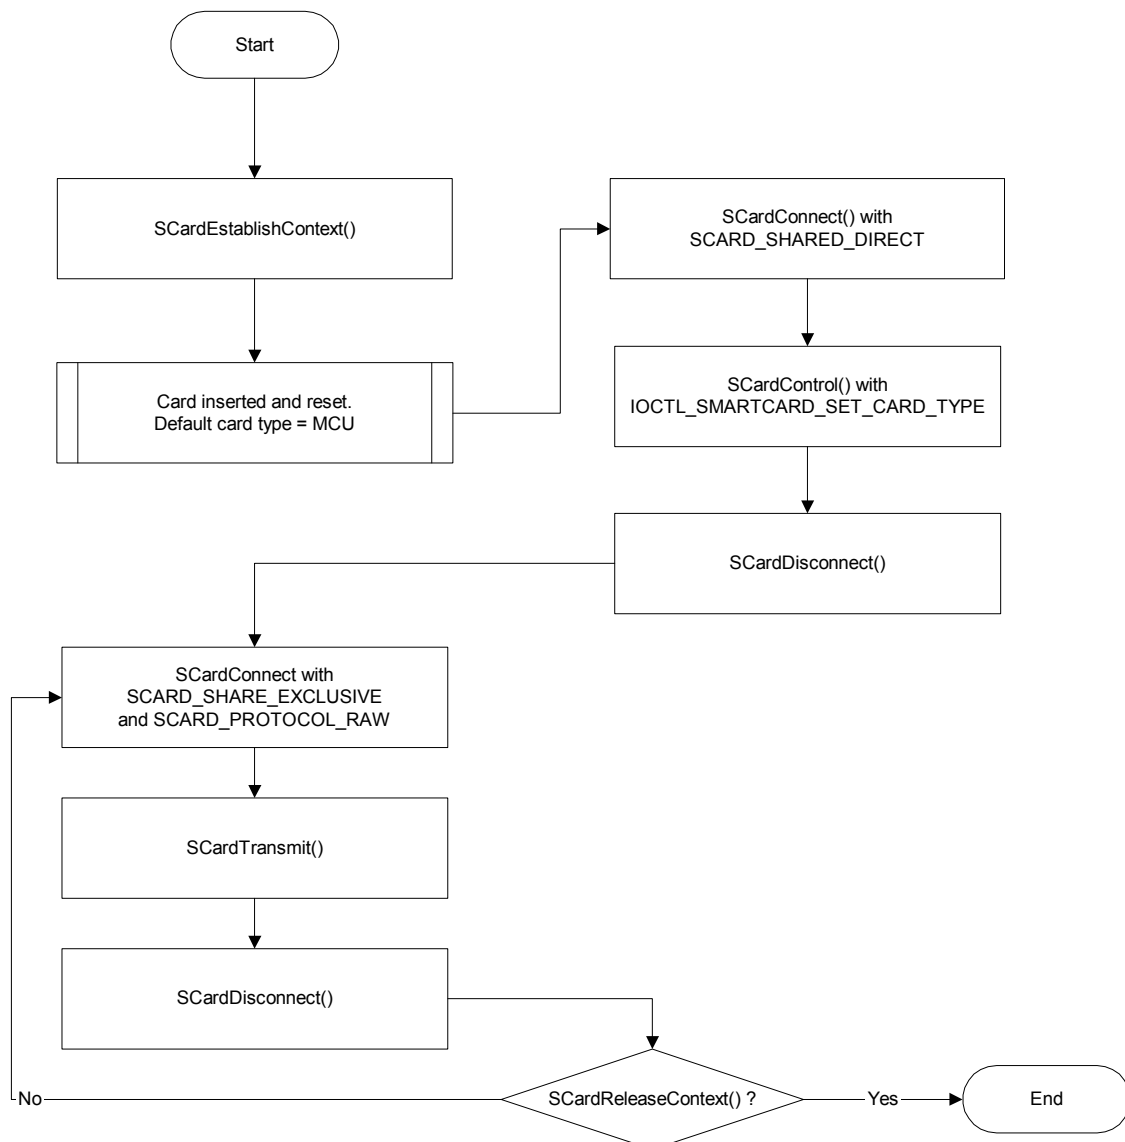 Start
SCardEstablishContext()
Card inserted and reset.
Default card type = MCU
SCardConnect() with
SCARD_SHARED_DIRECT
SCardControl() with
IOCTL_SMARTCARD_SET_CARD_TYPE
SCardDisconnect()
SCardConnect with
SCARD_SHARE_EXCLUSIVE
and SCARD_PROTOCOL_RAW
SCardTransmit()
SCardDisconnect()
No
SCardReleaseContext() ?
Yes
End